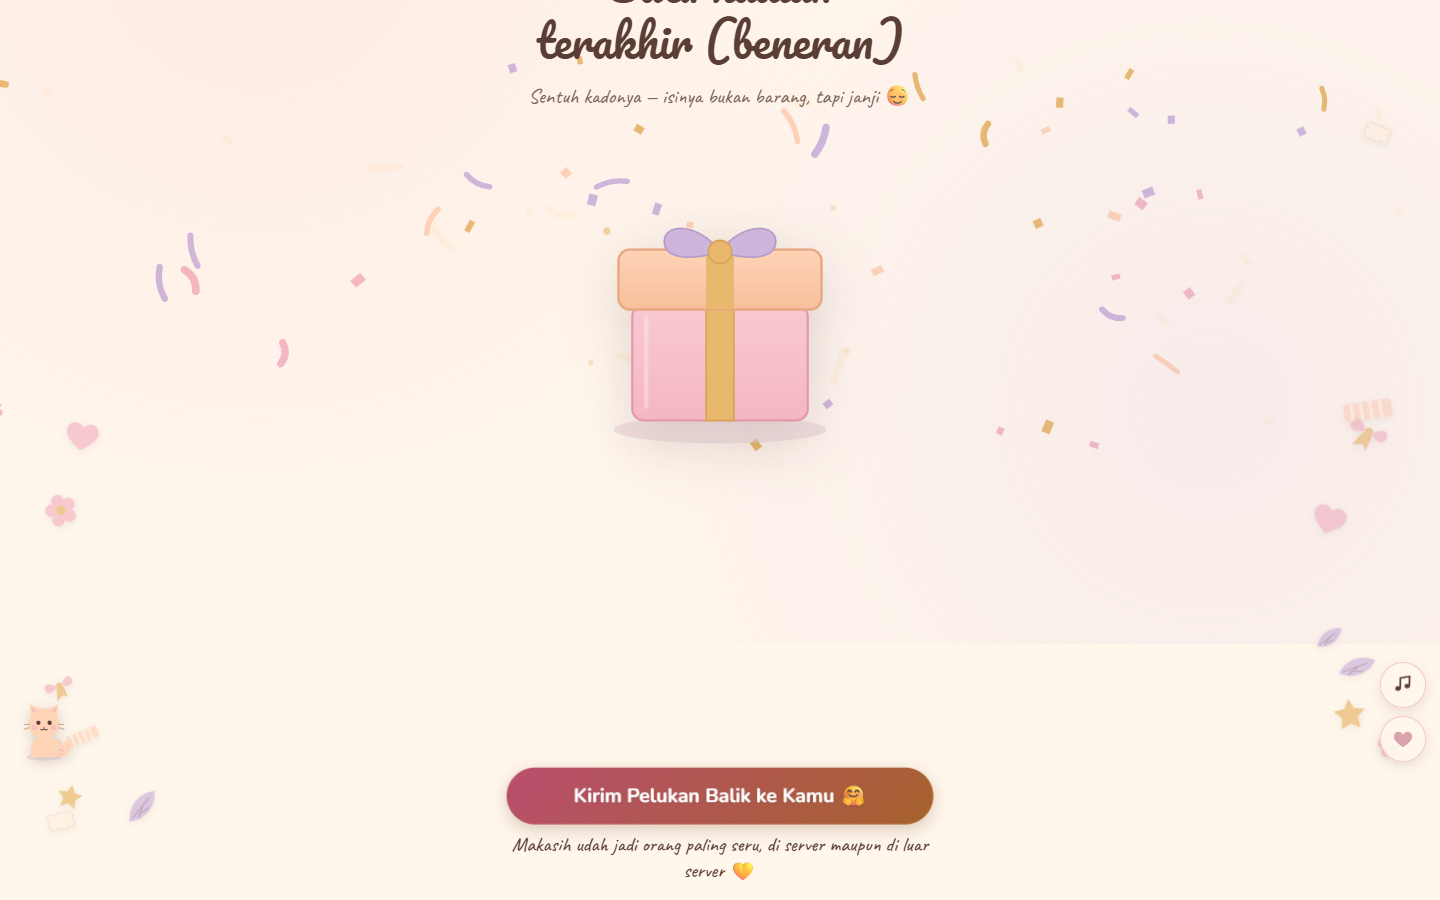 terakhir (beneran)
Sentuh kadonya — isinya bukan barang, tapi janji 😌
Kirim Pelukan Balik ke Kamu 🤗
Makasih udah jadi orang paling seru, di server maupun di luar
server 💛